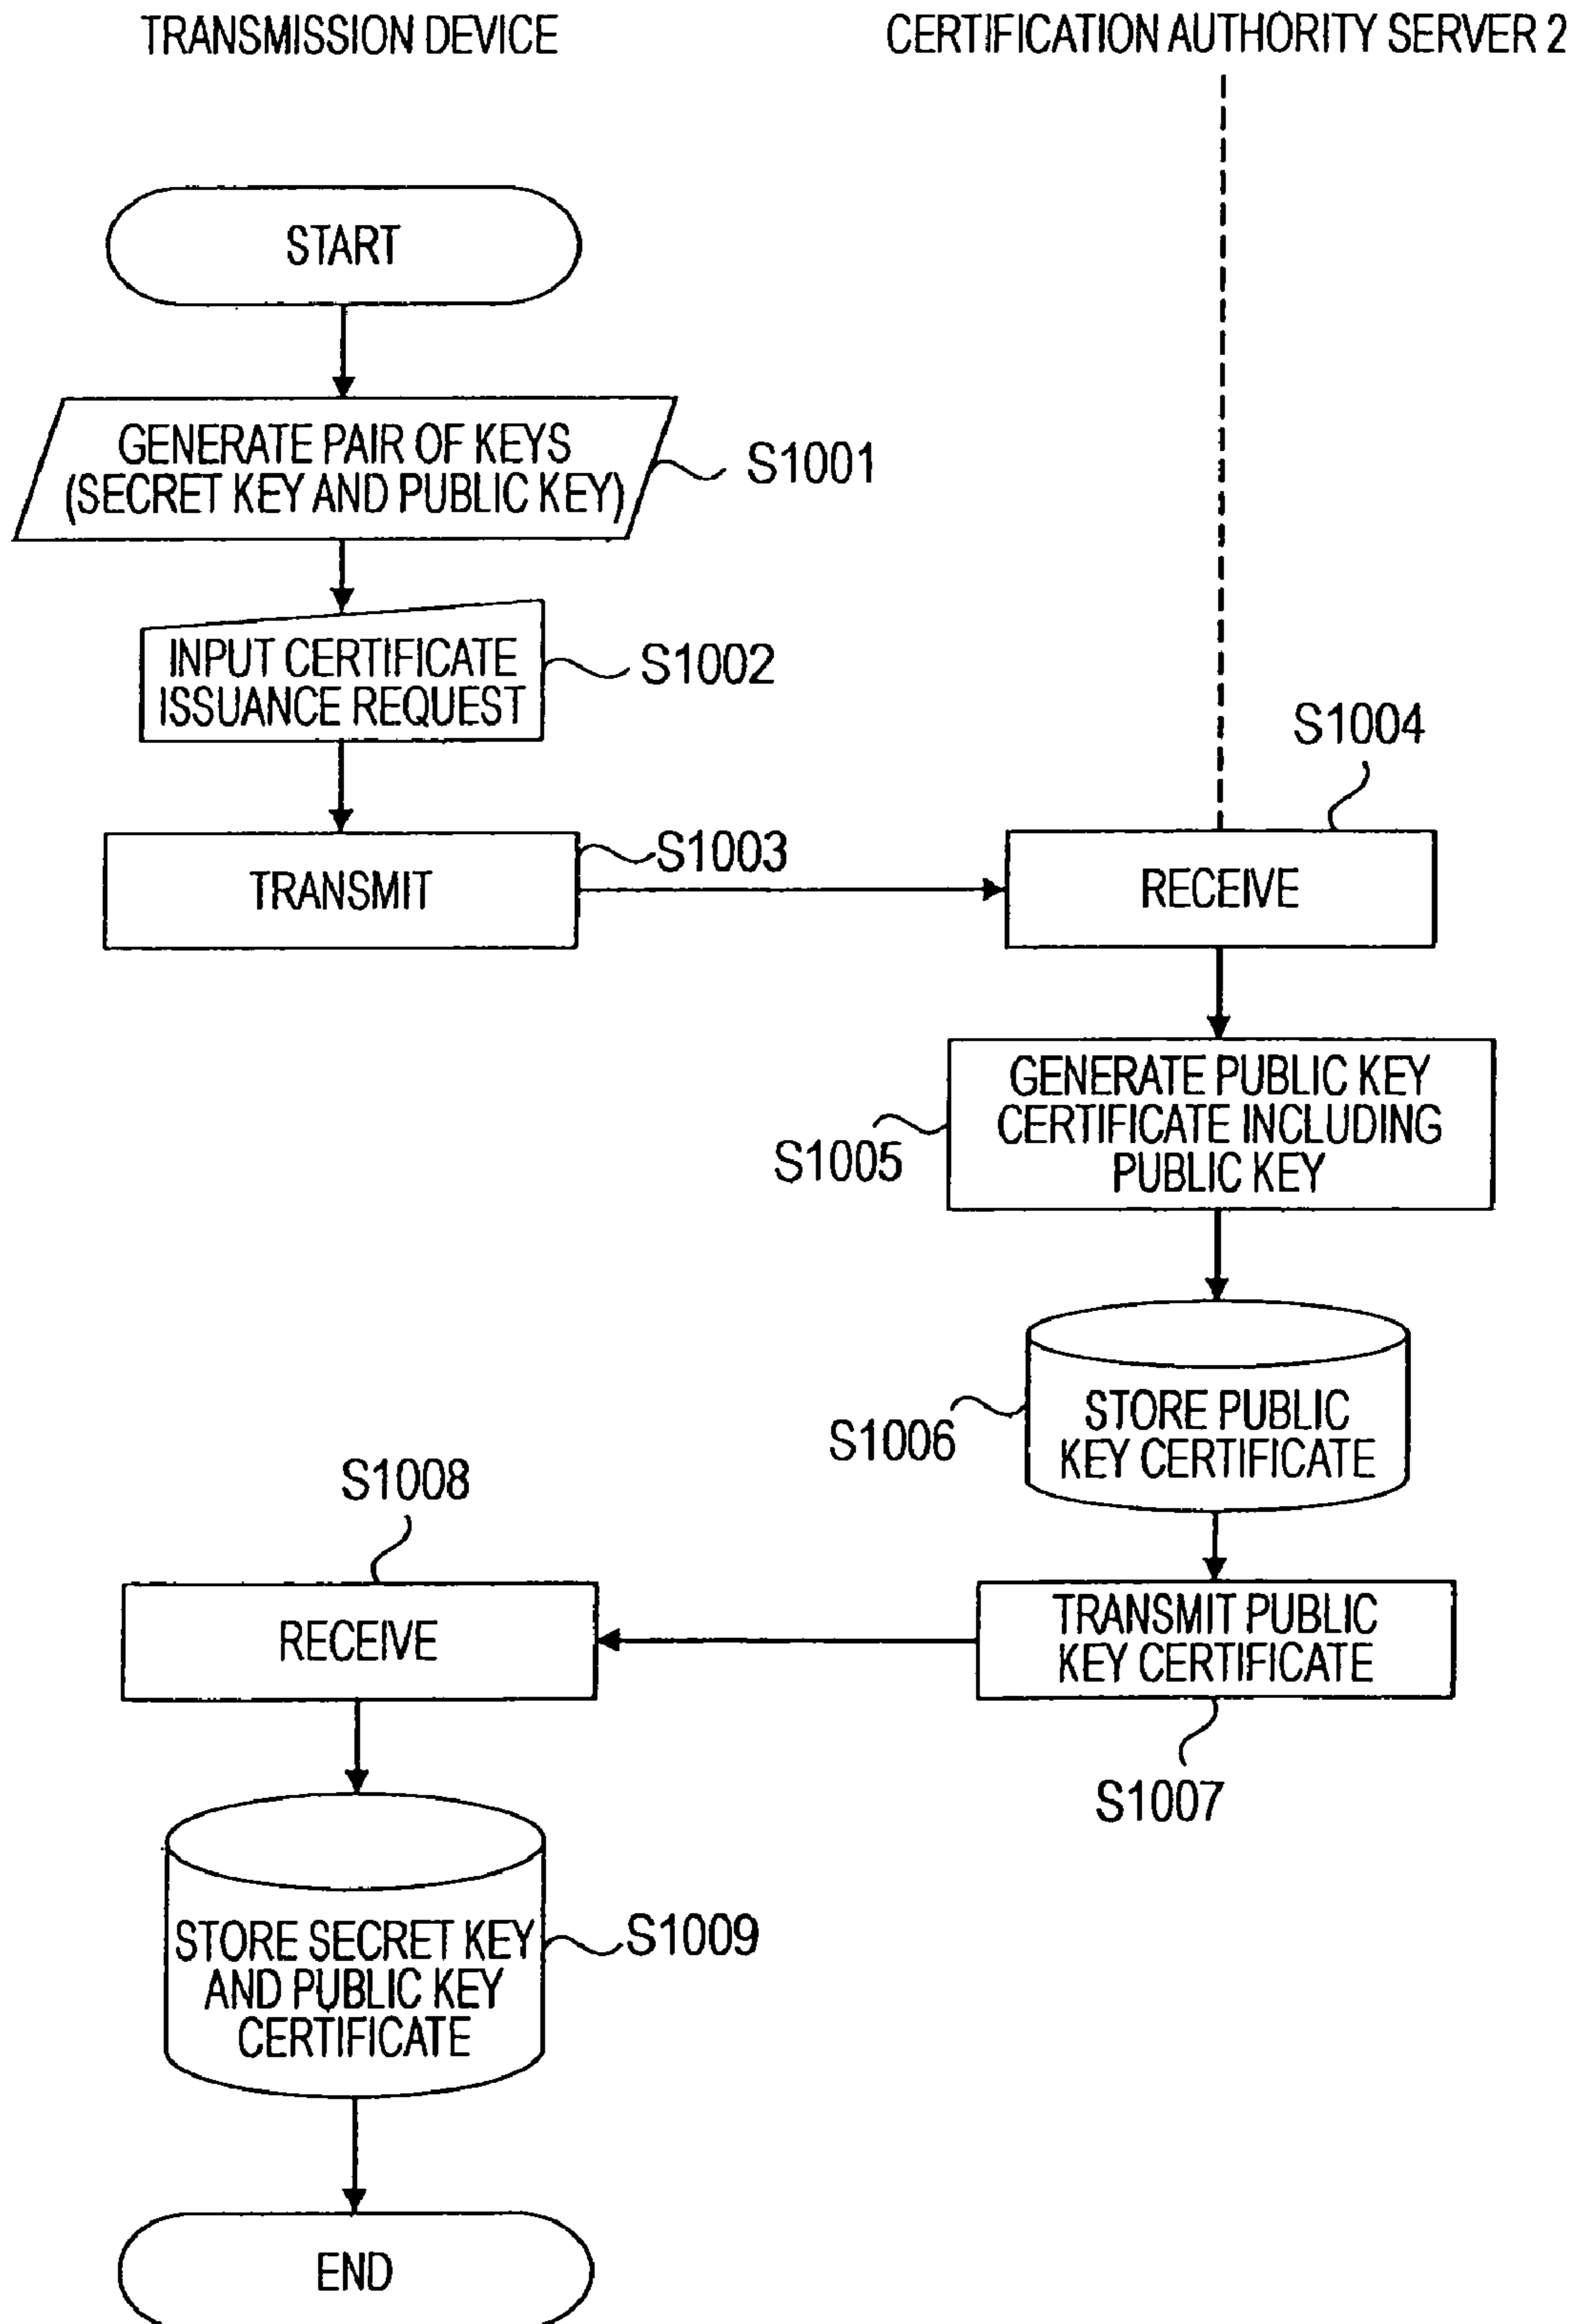 TRANSMISSION DEVICE
CERTIFICATION AUTHORITY SERVER 2
START
GENERATE PAIR OF KEYS
(SECRET KEY AND PUBLIC KEY)
S1001
INPUT CERTIFICATE
ISSUANCE REQUEST
S1002
S1004
TRANSMIT
S1003
RECEIVE
GENERATE PUBLIC KEY
CERTIFICATE INCLUDING
PUBLIC KEY
S1005
STORE PUBLIC
KEY CERTIFICATE
S1006
S1008
RECEIVE
TRANSMIT PUBLIC
KEY CERTIFICATE
S1007
STORE SECRET KEY
AND PUBLIC KEY
CERTIFICATE
S1009
END